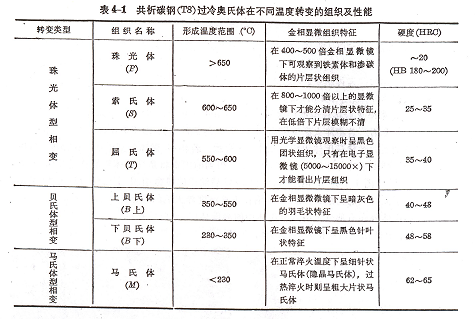 表4-1 共析碳钢(T8)过冷奥氏体在不同温度转变的组织及性能
转变类型 组织名称 形成温度范围(℃) 金相显微组织特征 硬度(HRC)
珠光体型相变
珠光体
(P)
>650
在400~500倍金相显微镜
下可观察到铁素体和渗碳
体的片层状组织
~20
(HB 180~200)
索氏体
(S)
600~650
在800~1000倍以上的显微
镜下才能分清片层状特征,
在低倍下片层模糊不清
25~35
屈氏体
(T)
550~600
用光学显微镜观察时呈黑色
团状组织,只有在电子显
微镜(5000~15000×)下
才能看出片层组织
35~40
贝氏体型相变
上贝氏体
(B上)
350~550
在金相显微镜下呈暗灰色
的羽毛状特征
40~48
下贝氏体
(B下)
230~350
在金相显微镜下呈黑色针叶
状特征
48~58
马氏体型相变
马氏体
(M)
<230
在正常淬火温度下呈细针状
马氏体(隐晶马氏体),过
热淬火时则呈粗大片状马
氏体
62~65